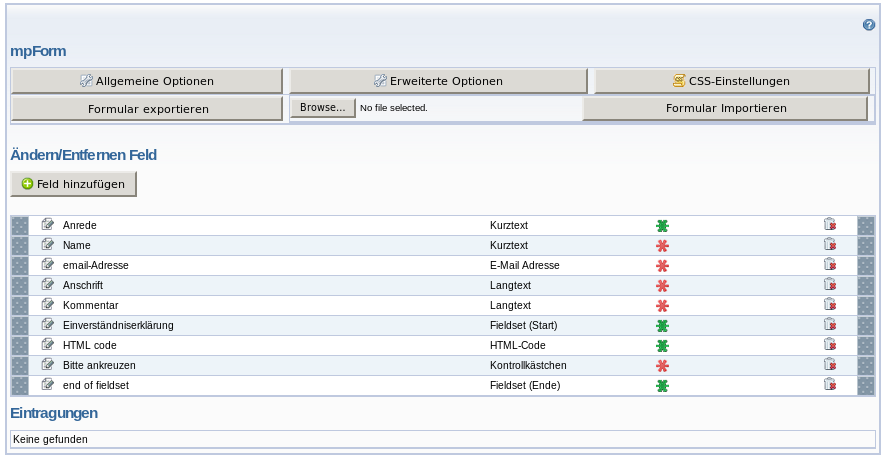 mpForm
Allgemeine Optionen Erweiterte Optionen CSS-Einstellungen
Formular exportieren Browse... No file selected. Formular Importieren
Ändern/Entfernen Feld
Feld hinzufügen
Anrede Kurztext
Name Kurztext
email-Adresse E-Mail Adresse
Anschrift Langtext
Kommentar Langtext
Einverständniserklärung Fieldset (Start)
HTML code HTML-Code
Bitte ankreuzen Kontrollkästchen
end of fieldset Fieldset (Ende)
Eintragungen
Keine gefunden